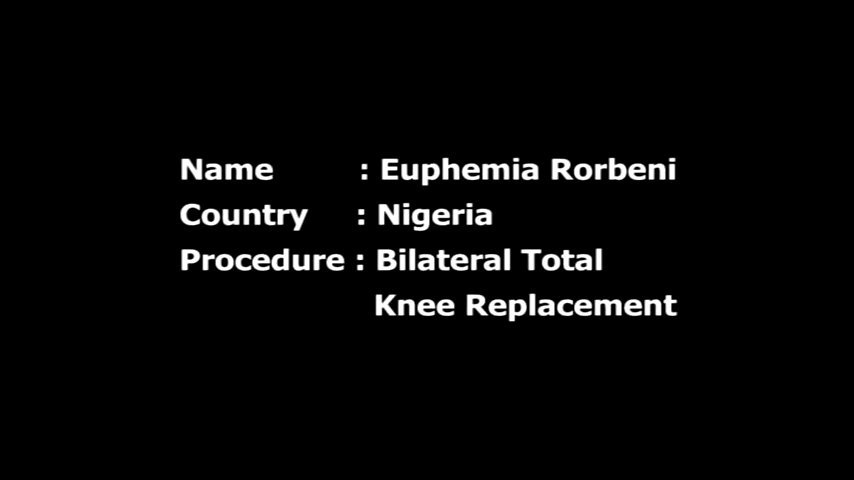 Name : Euphemia Rorbeni
Country : Nigeria
Procedure : Bilateral Total
Knee Replacement